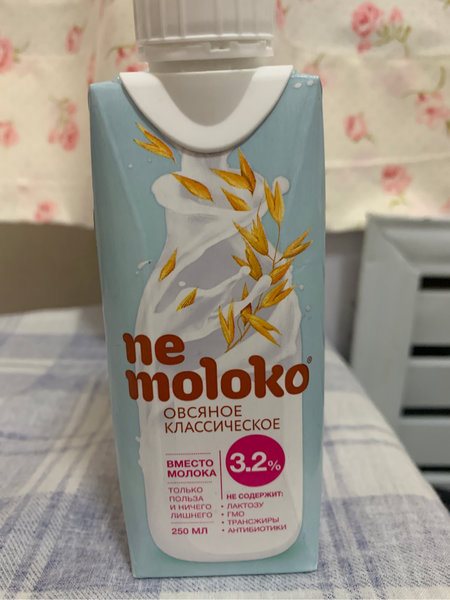 ne
moloko®
ОВСЯНОЕ
КЛАССИЧЕСКОЕ
ВМЕСТО
МОЛОКА
3.2%
ТОЛЬКО
ПОЛЬЗА
И НИЧЕГО
ЛИШНЕГО
250 МЛ
НЕ СОДЕРЖИТ:
• ЛАКТОЗУ
• ГМО
• ТРАНСЖИРЫ
• АНТИБИОТИКИ